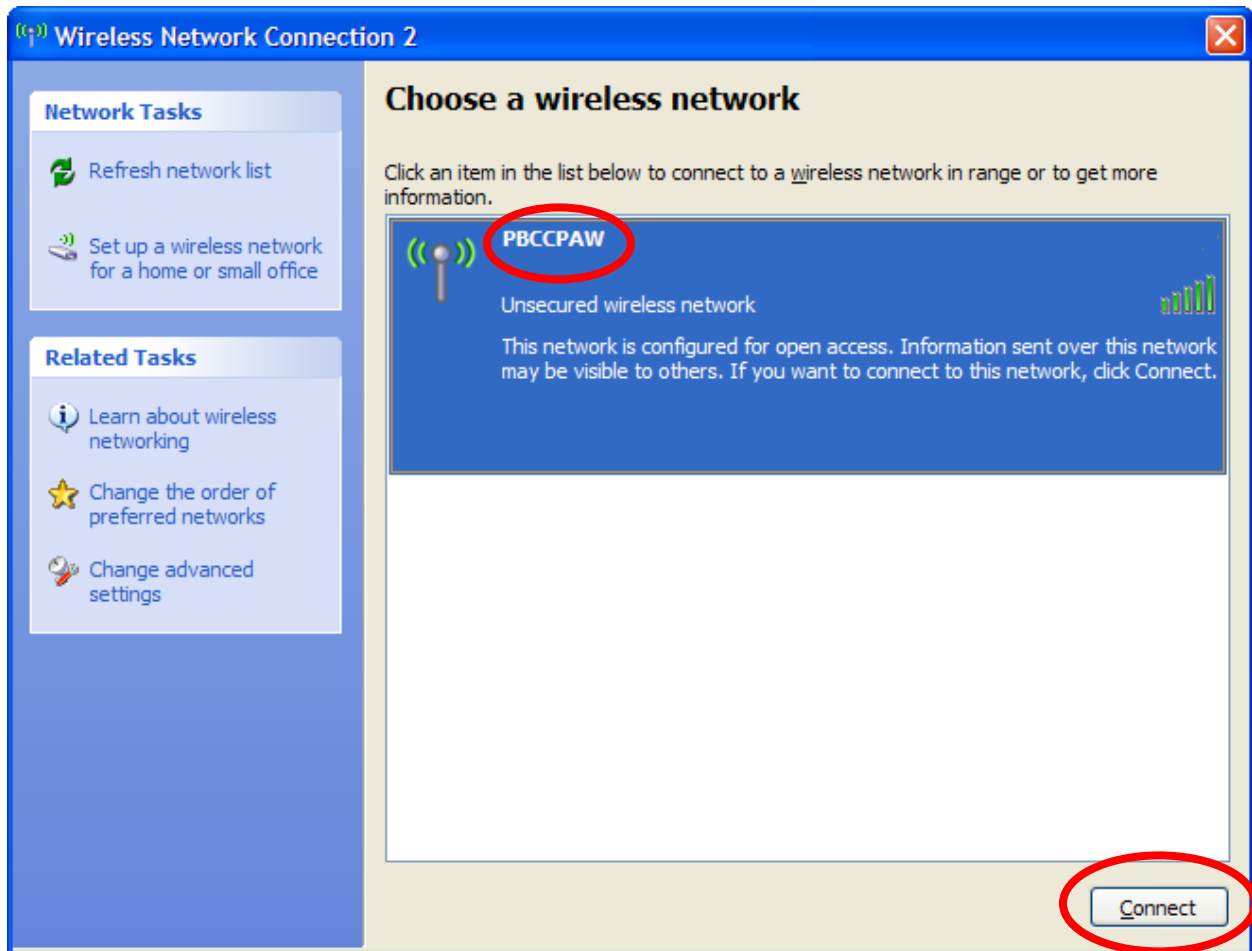 Wireless Network Connection 2
Network Tasks
Refresh network list
Set up a wireless network
for a home or small office
Related Tasks
Learn about wireless
networking
Change the order of
preferred networks
Change advanced
settings
Choose a wireless network
Click an item in the list below to connect to a wireless network in range or to get more
information.
PBCCPAW
Unsecured wireless network
This network is configured for open access. Information sent over this network
may be visible to others. If you want to connect to this network, click Connect.
Connect